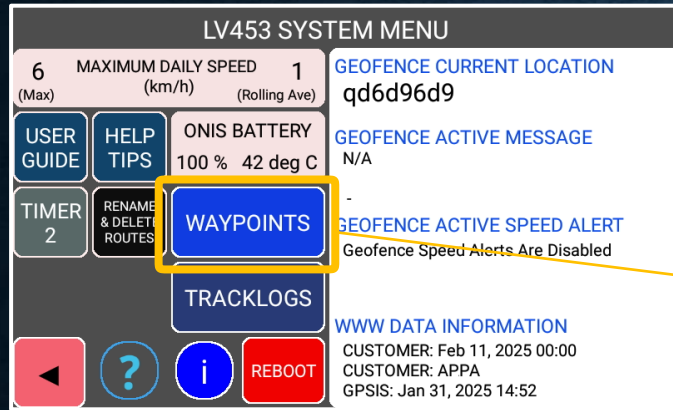 LV453 SYSTEM MENU
6 MAXIMUM DAILY SPEED 1
(Max) (km/h) (Rolling Ave)
USER
GUIDE
HELP
TIPS
ONIS BATTERY
100 % 42 deg C
TIMER
2
RENAME
& DELETE
ROUTES
WAYPOINTS
TRACKLOGS
?
i
REBOOT
GEOFENCE CURRENT LOCATION
qd6d96d9
GEOFENCE ACTIVE MESSAGE
N/A
-
GEOFENCE ACTIVE SPEED ALERT
Geofence Speed Alerts Are Disabled
WWW DATA INFORMATION
CUSTOMER: Feb 11, 2025 00:00
CUSTOMER: APPA
GPSIS: Jan 31, 2025 14:52